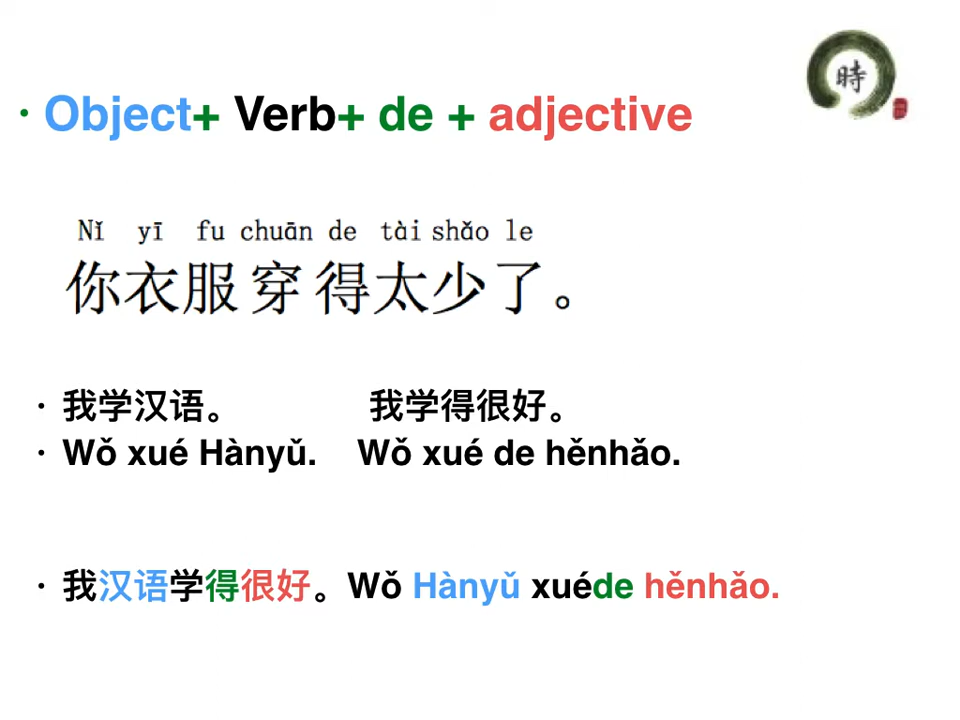 時
• Object+ Verb+ de + adjective
Nǐ yī fu chuān de tài shǎo le
你衣服穿得太少了。
• 我学汉语。 我学得很好。
• Wǒ xué Hànyǔ. Wǒ xué de hěnhǎo.
• 我汉语学得很好。Wǒ Hànyǔ xuéde hěnhǎo.